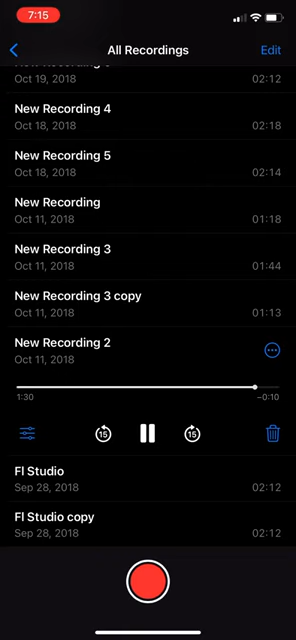 7:15
All Recordings
Edit
Oct 19, 2018
02:12
New Recording 4
Oct 18, 2018
02:18
New Recording 5
Oct 18, 2018
02:14
New Recording
Oct 11, 2018
01:18
New Recording 3
Oct 11, 2018
01:44
New Recording 3 copy
Oct 11, 2018
01:13
New Recording 2
Oct 11, 2018
1:30
−0:10
15
15
Fl Studio
Sep 28, 2018
02:12
Fl Studio copy
Sep 28, 2018
02:12